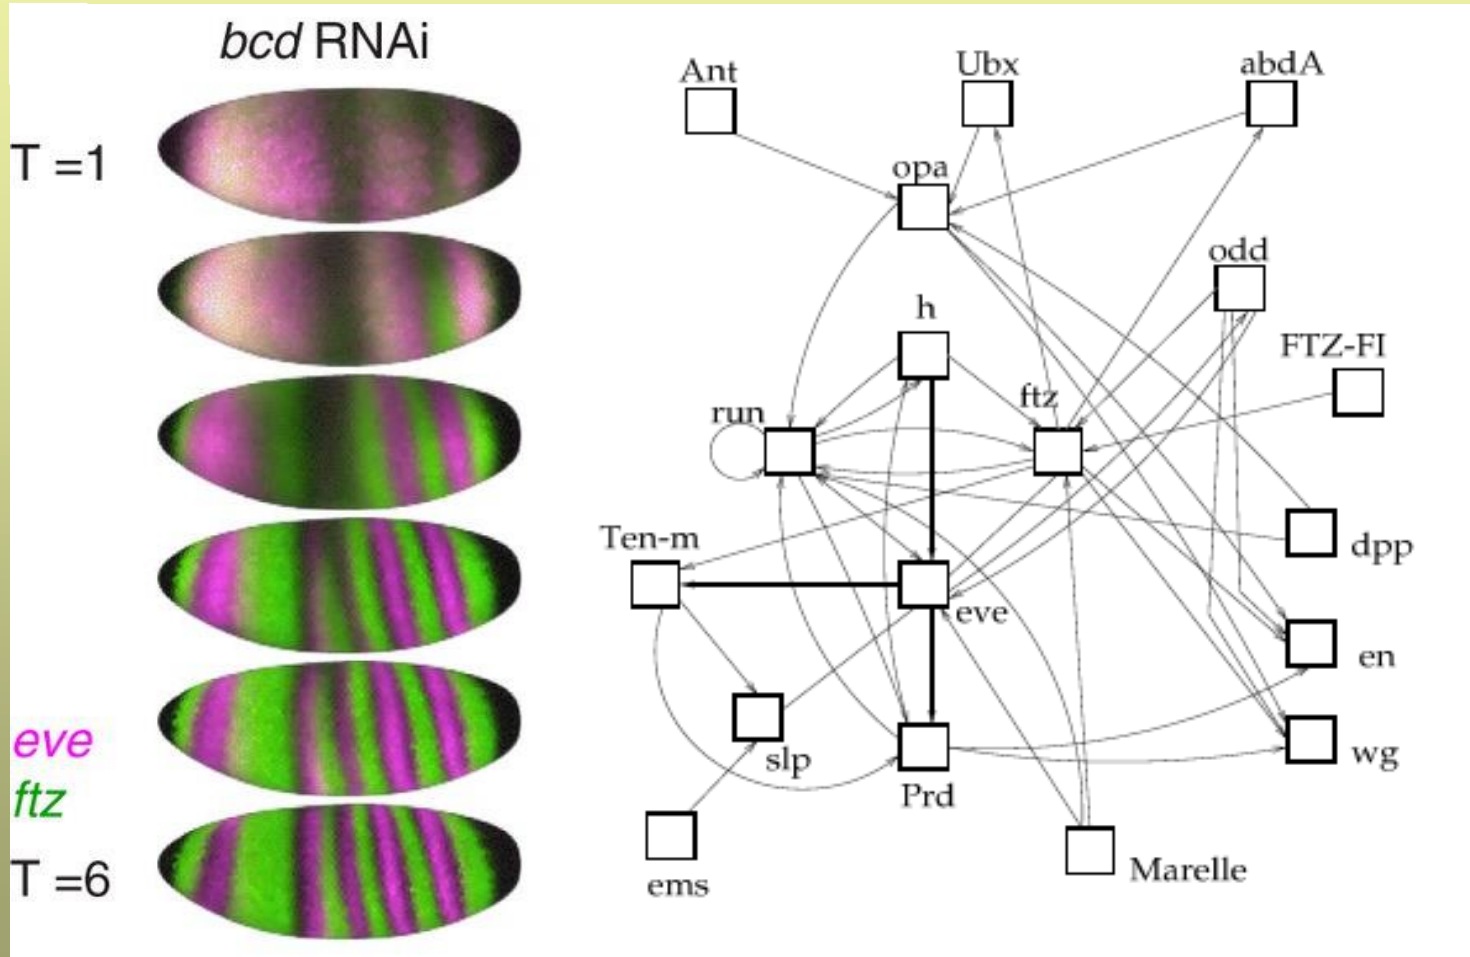 bcd RNAi
T =1
eve
ftz
T =6
Ant
Ubx
abdA
opa
odd
h
FTZ-FI
ftz
run
Ten-m
dpp
eve
en
slp
wg
Prd
ems
Marelle